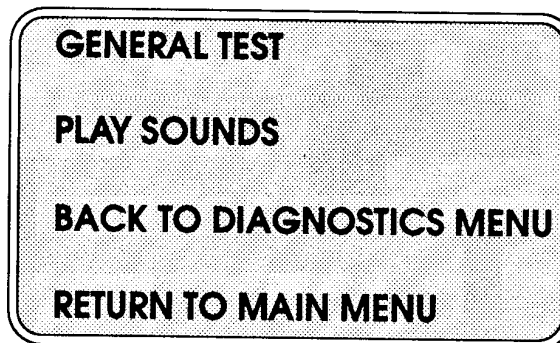 GENERAL TEST
PLAY SOUNDS
BACK TO DIAGNOSTICS MENU
RETURN TO MAIN MENU